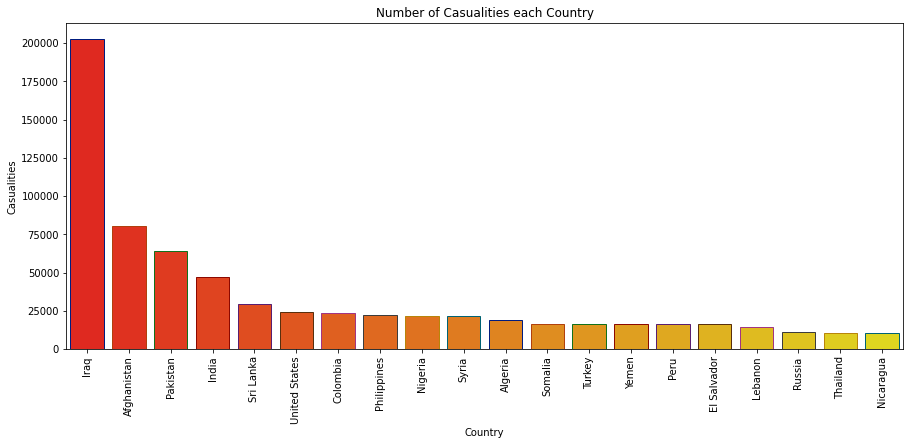 Number of Casualities each Country
Casualities
200000
175000
150000
125000
100000
75000
50000
25000
0
Iraq
Afghanistan
Pakistan
India
Sri Lanka
United States
Colombia
Philippines
Nigeria
Syria
Algeria
Somalia
Turkey
Yemen
Peru
El Salvador
Lebanon
Russia
Thailand
Nicaragua
Country